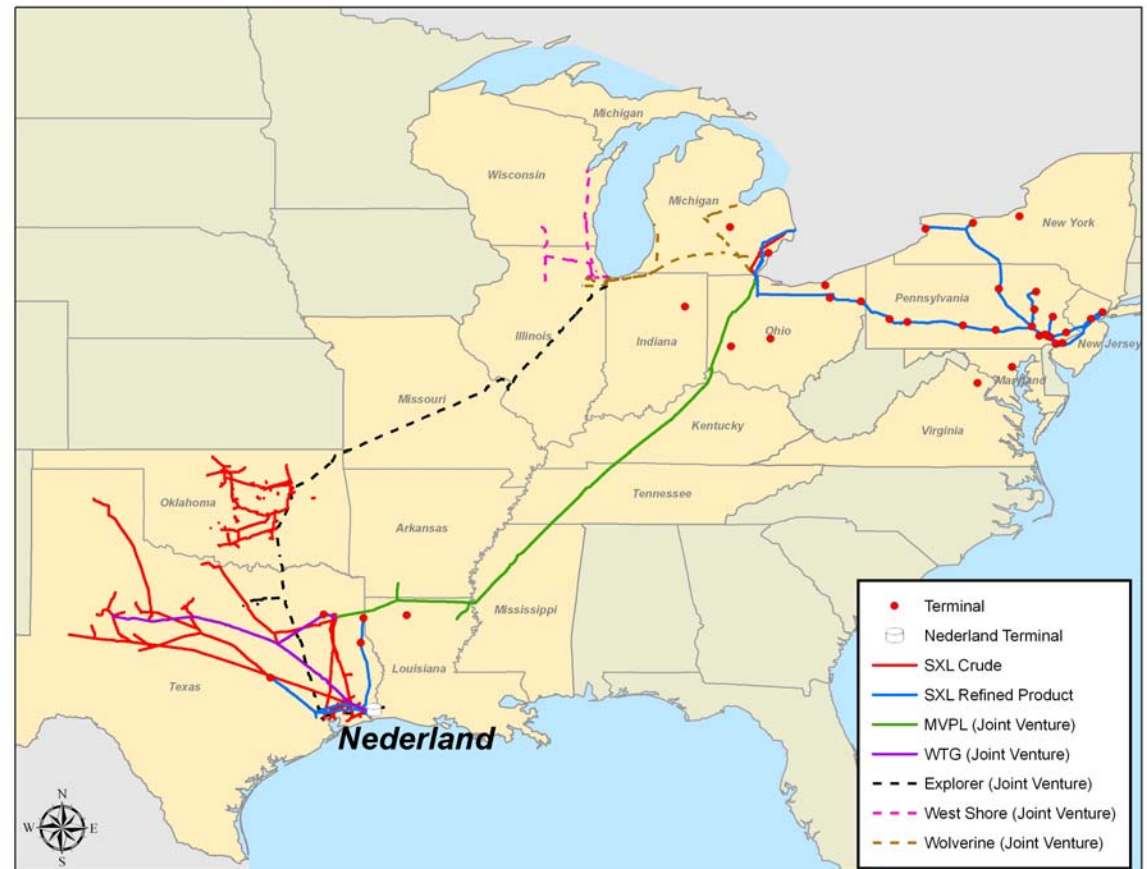 Michigan
Wisconsin
Michigan
New York
Pennsylvania
New Jersey
Ohio
Illinois
Indiana
Maryland
Missouri
Kentucky
Virginia
Tennessee
Oklahoma
Arkansas
Mississippi
Louisiana
Texas
Nederland
Terminal
Nederland Terminal
SXL Crude
SXL Refined Product
MVPL (Joint Venture)
WTG (Joint Venture)
Explorer (Joint Venture)
West Shore (Joint Venture)
Wolverine (Joint Venture)
N
W E
S